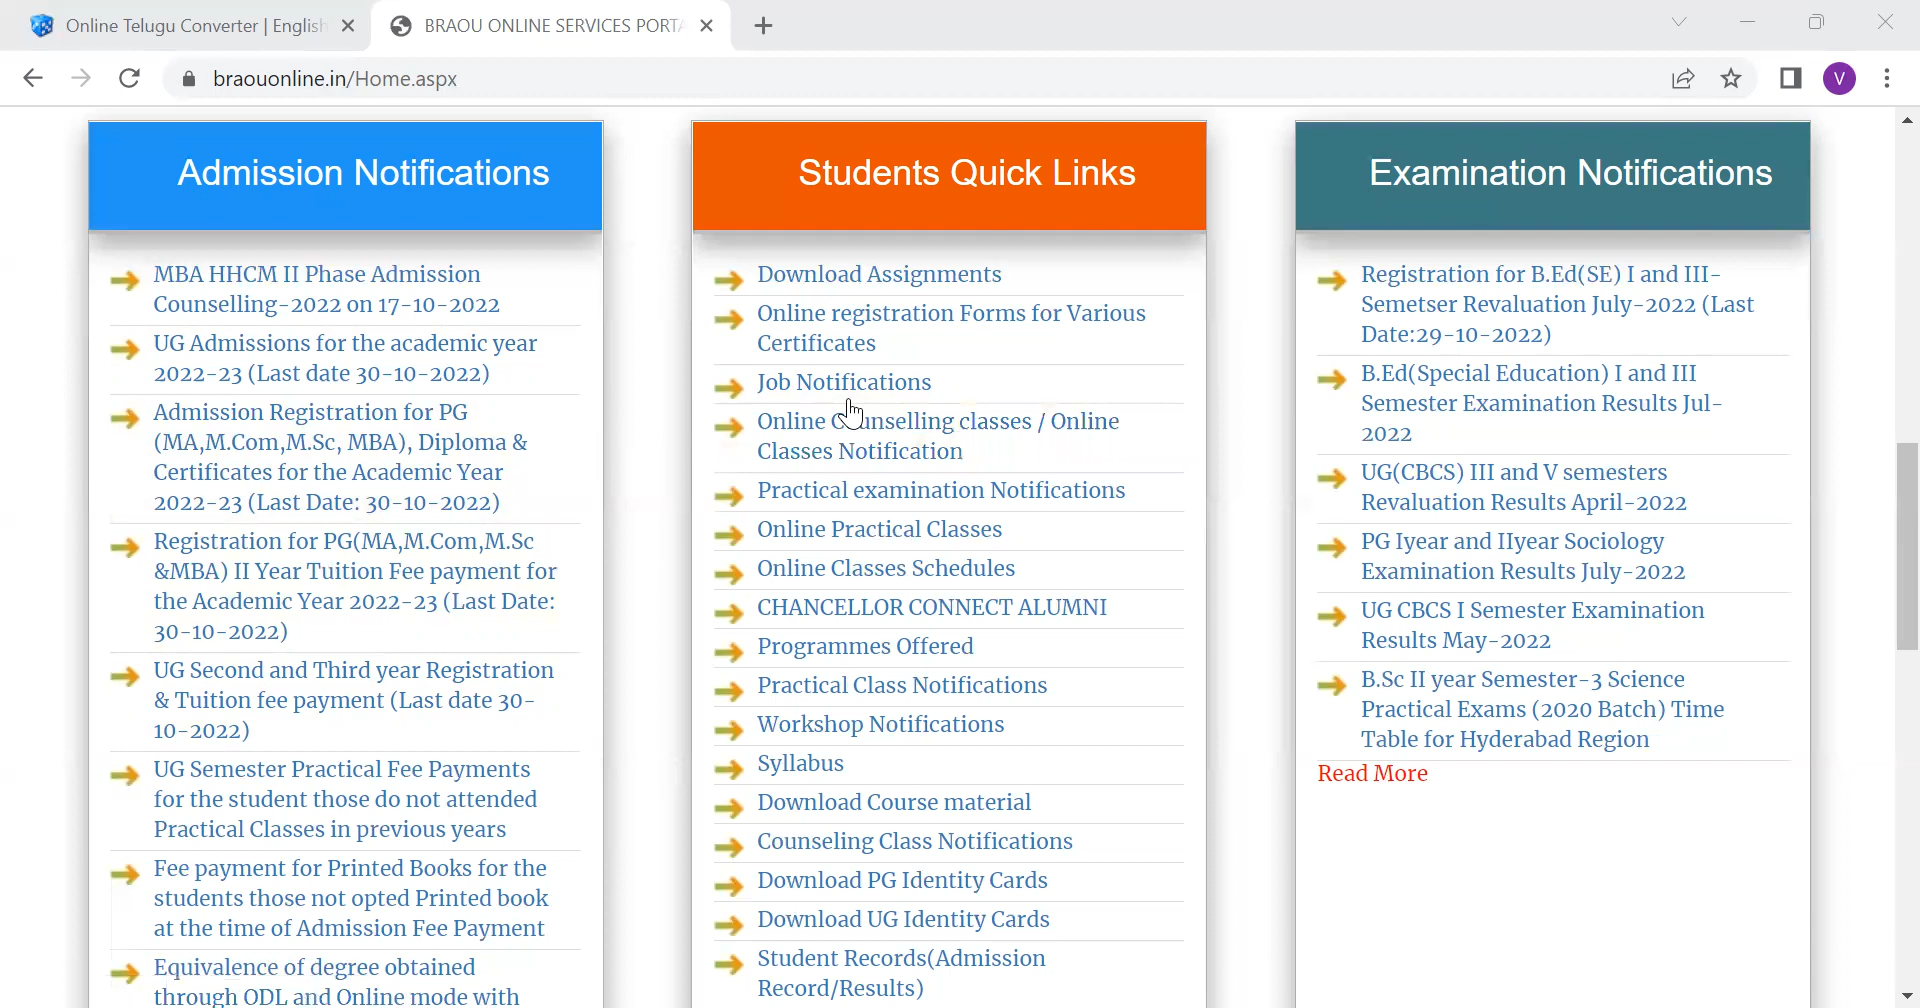 Online Telugu Converter | English
BRAOU ONLINE SERVICES PORTA
braouonline.in/Home.aspx
V
Admission Notifications
MBA HHCM II Phase Admission
Counselling-2022 on 17-10-2022
UG Admissions for the academic year
2022-23 (Last date 30-10-2022)
Admission Registration for PG
(MA,M.Com,M.Sc, MBA), Diploma &
Certificates for the Academic Year
2022-23 (Last Date: 30-10-2022)
Registration for PG(MA,M.Com,M.Sc
&MBA) II Year Tuition Fee payment for
the Academic Year 2022-23 (Last Date:
30-10-2022)
UG Second and Third year Registration
& Tuition fee payment (Last date 30-
10-2022)
UG Semester Practical Fee Payments
for the student those do not attended
Practical Classes in previous years
Fee payment for Printed Books for the
students those not opted Printed book
at the time of Admission Fee Payment
Equivalence of degree obtained
through ODL and Online mode with
Students Quick Links
Download Assignments
Online registration Forms for Various
Certificates
Job Notifications
Online Counselling classes / Online
Classes Notification
Practical examination Notifications
Online Practical Classes
Online Classes Schedules
CHANCELLOR CONNECT ALUMNI
Programmes Offered
Practical Class Notifications
Workshop Notifications
Syllabus
Download Course material
Counseling Class Notifications
Download PG Identity Cards
Download UG Identity Cards
Student Records(Admission
Record/Results)
Examination Notifications
Registration for B.Ed(SE) I and III-
Semetser Revaluation July-2022 (Last
Date:29-10-2022)
B.Ed(Special Education) I and III
Semester Examination Results Jul-
2022
UG(CBCS) III and V semesters
Revaluation Results April-2022
PG Iyear and IIyear Sociology
Examination Results July-2022
UG CBCS I Semester Examination
Results May-2022
B.Sc II year Semester-3 Science
Practical Exams (2020 Batch) Time
Table for Hyderabad Region
Read More